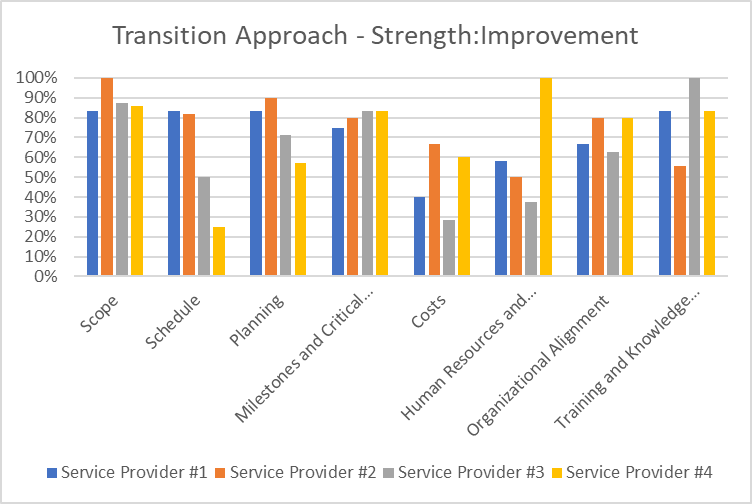 Transition Approach - Strength:Improvement
100%
90%
80%
70%
60%
50%
40%
30%
20%
10%
0%
Scope
Schedule
Planning
Milestones and Critical...
Costs
Human Resources and...
Organizational Alignment
Training and Knowledge...
Service Provider #1 Service Provider #2 Service Provider #3 Service Provider #4